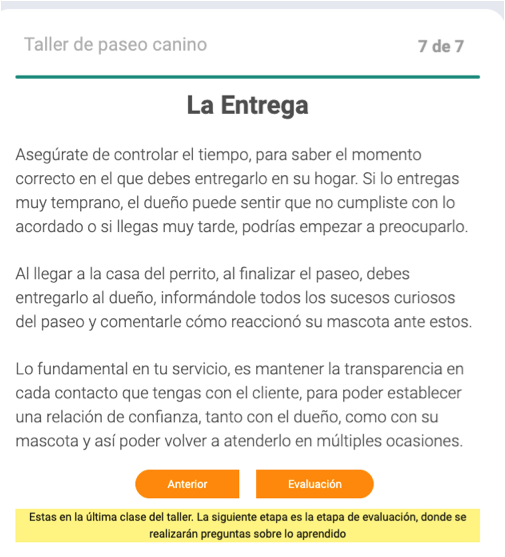 Taller de paseo canino
7 de 7
La Entrega
Asegúrate de controlar el tiempo, para saber el momento
correcto en el que debes entregarlo en su hogar. Si lo entregas
muy temprano, el dueño puede sentir que no cumpliste con lo
acordado o si llegas muy tarde, podrías empezar a preocuparlo.
Al llegar a la casa del perrito, al finalizar el paseo, debes
entregarlo al dueño, informándole todos los sucesos curiosos
del paseo y comentarle cómo reaccionó su mascota ante estos.
Lo fundamental en tu servicio, es mantener la transparencia en
cada contacto que tengas con el cliente, para poder establecer
una relación de confianza, tanto con el dueño, como con su
mascota y así poder volver a atenderlo en múltiples ocasiones.
Anterior
Evaluación
Estas en la última clase del taller. La siguiente etapa es la etapa de evaluación, donde se
realizarán preguntas sobre lo aprendido